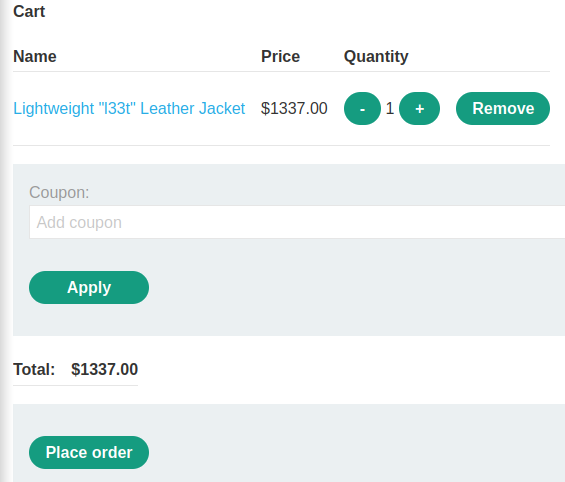 Cart
Name Price Quantity
Lightweight "l33t" Leather Jacket $1337.00 - 1 + Remove
Coupon:
Add coupon
Apply
Total: $1337.00
Place order